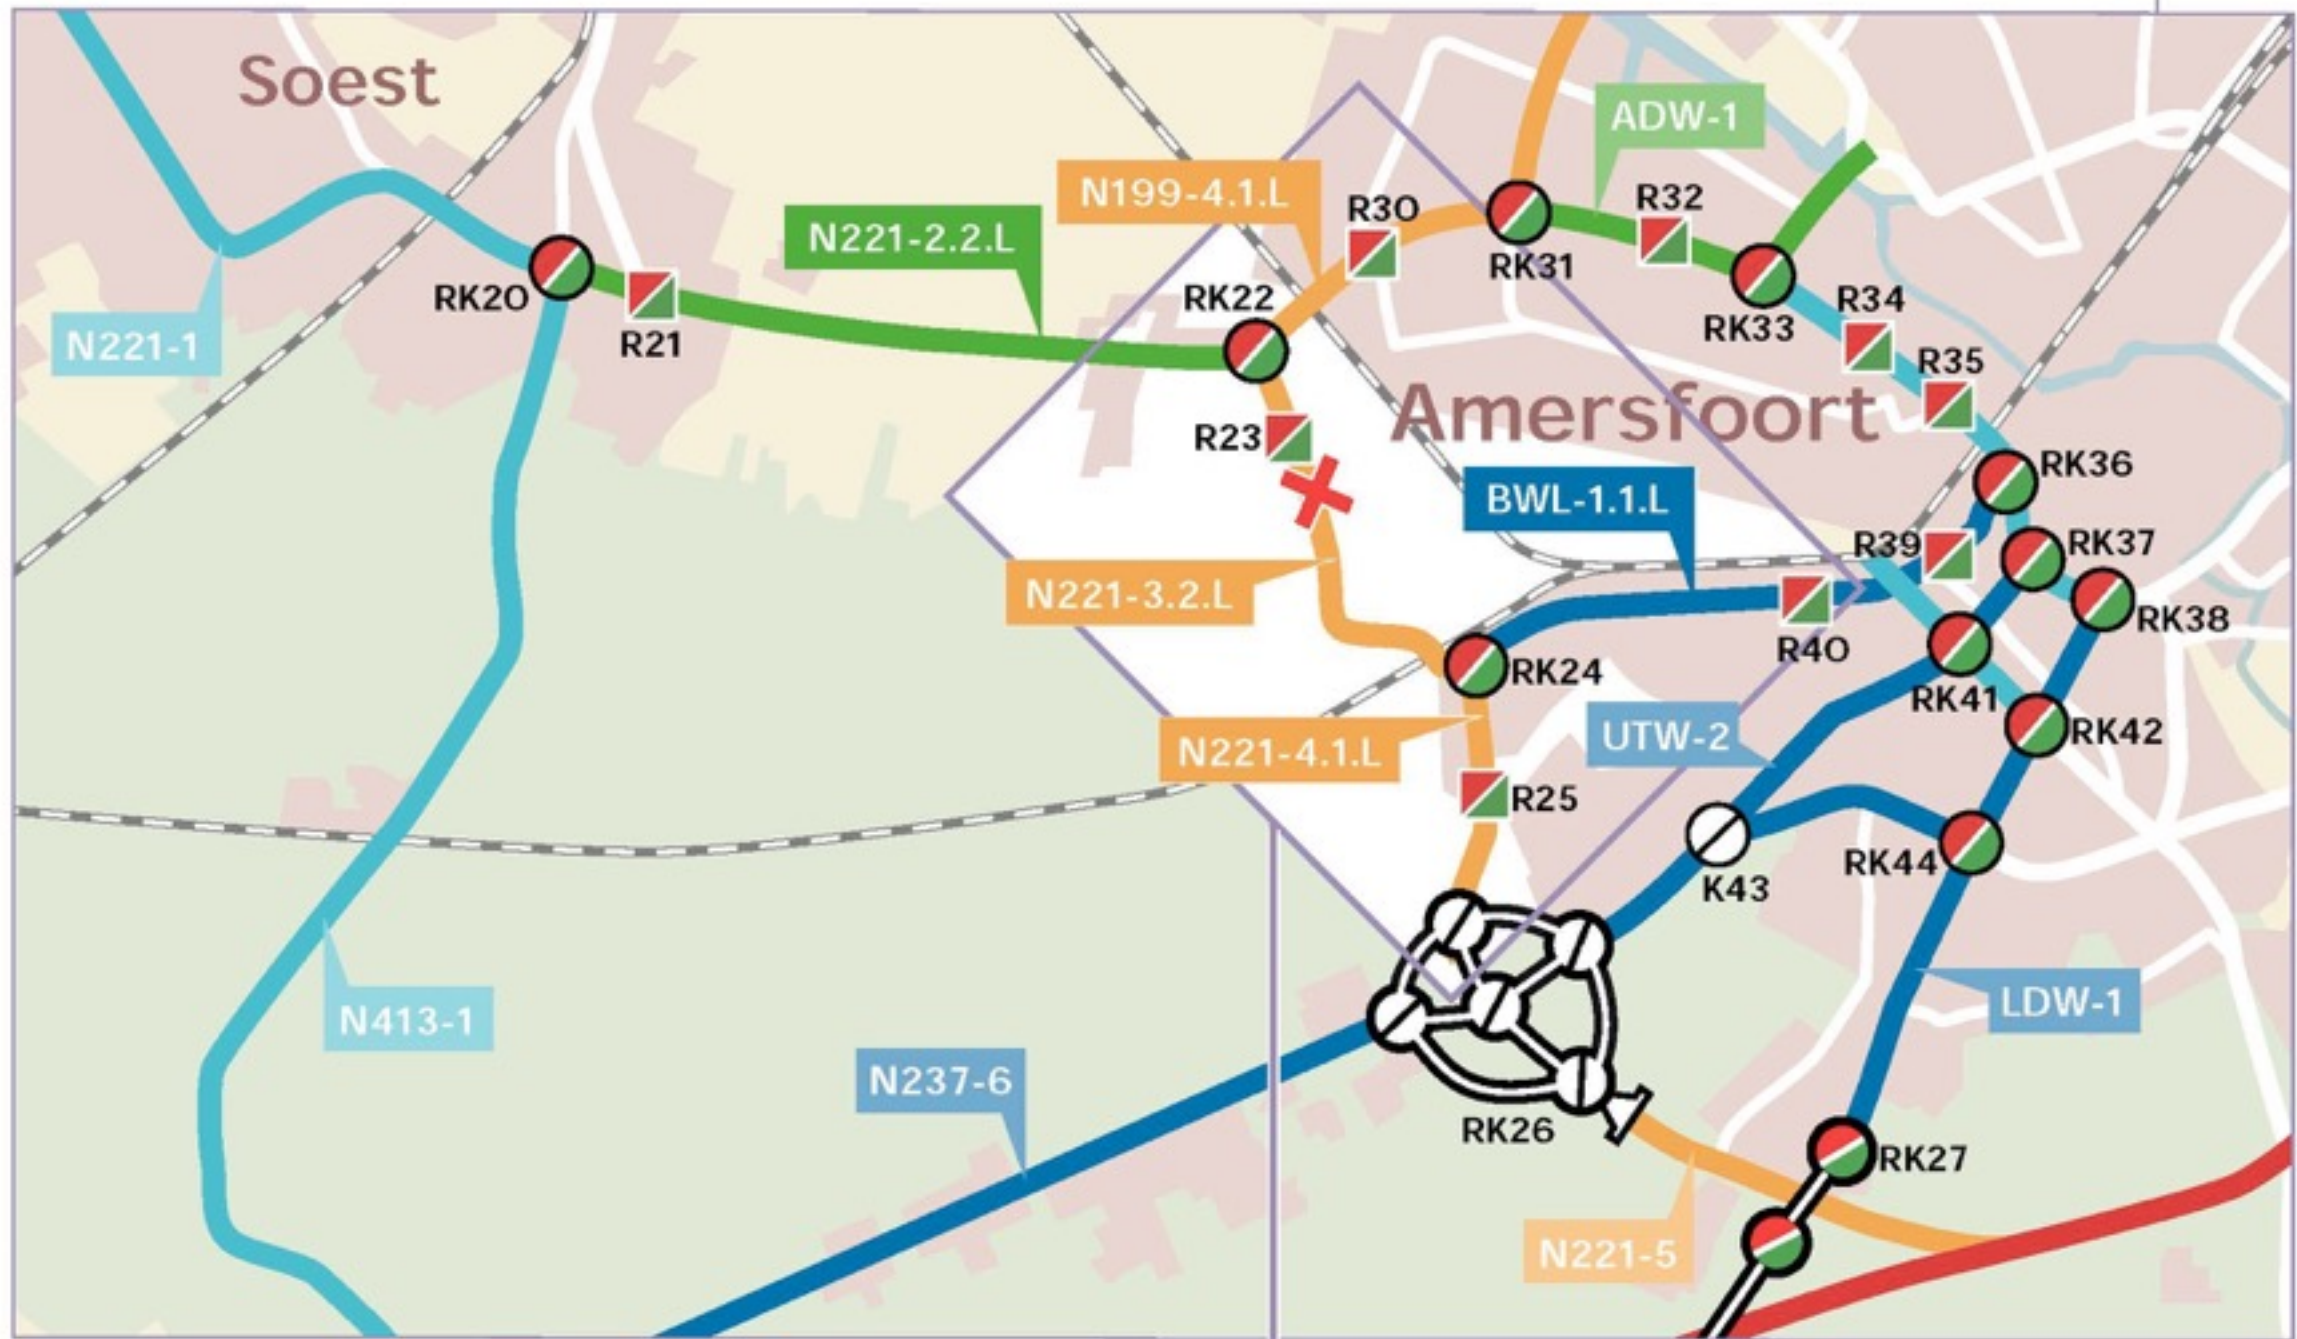 Soest
ADW-1
N199-4.1.L
R30
R32
N221-2.2.L
RK31
RK20
RK22
R34
RK33
N221-1
R21
R35
Amersfoort
R23
RK36
BWL-1.1.L
R39
RK37
N221-3.2.L
RK38
R40
RK24
RK41
UTW-2
RK42
N221-4.1.L
R25
RK44
K43
N413-1
LDW-1
N237-6
RK26
RK27
N221-5